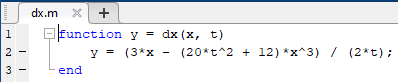 dx.m
1 function y = dx(x, t)
2 y = (3*x - (20*t^2 + 12)*x^3) / (2*t);
3 end